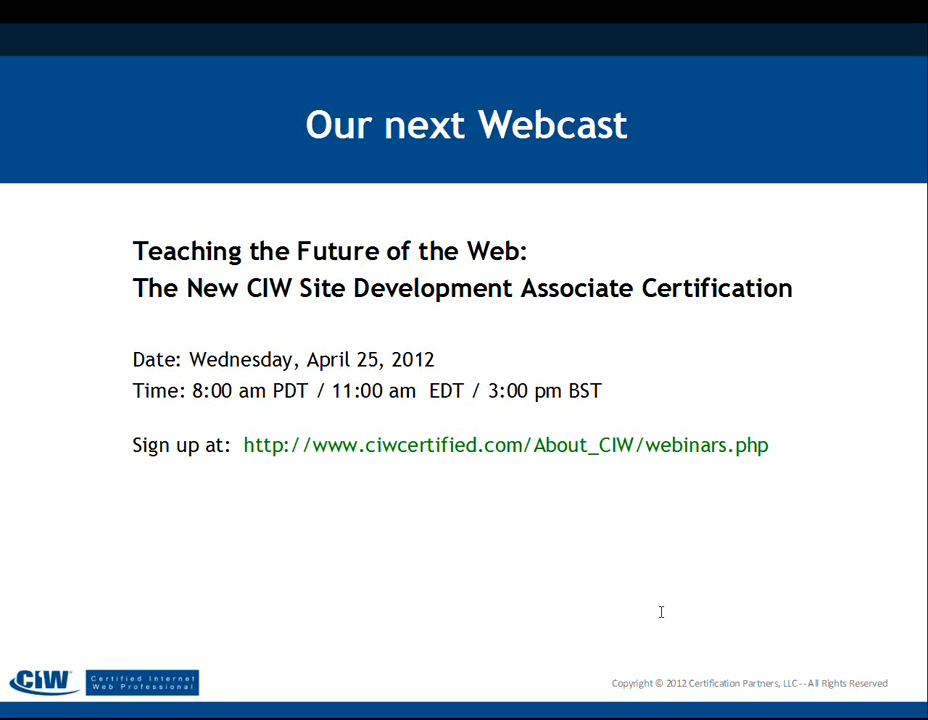 Our next Webcast
Teaching the Future of the Web:
The New CIW Site Development Associate Certification
Date: Wednesday, April 25, 2012
Time: 8:00 am PDT / 11:00 am EDT / 3:00 pm BST
Sign up at: http://www.ciwcertified.com/About_CIW/webinars.php
CIW
Certified Internet
Web Professional
Copyright © 2012 Certification Partners, LLC -- All Rights Reserved